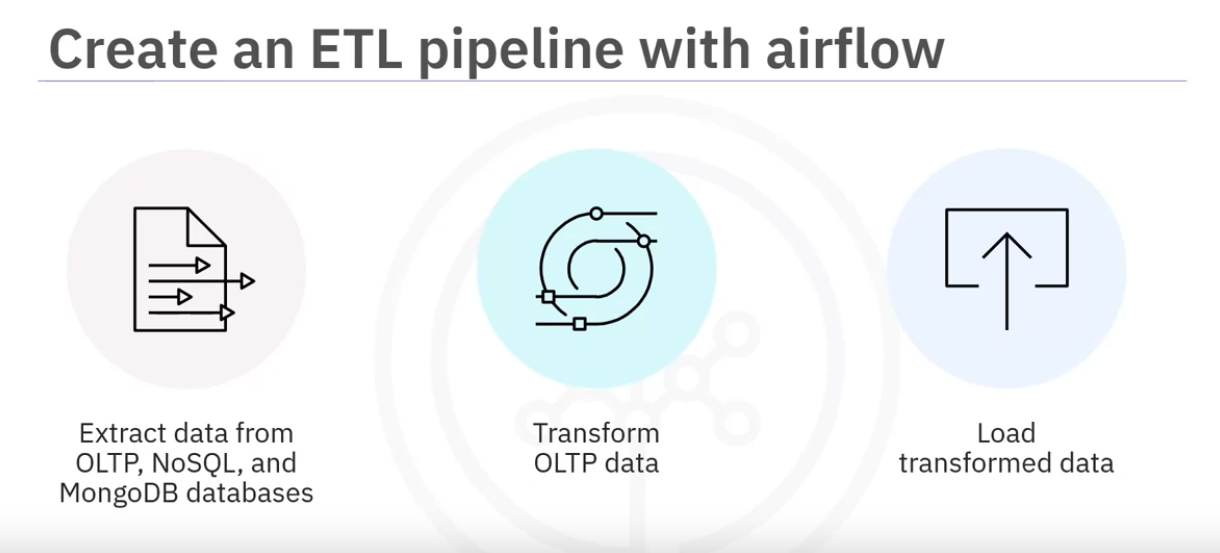 Create an ETL pipeline with airflow
Extract data from
OLTP, NoSQL, and
MongoDB databases
Transform
OLTP data
Load
transformed data